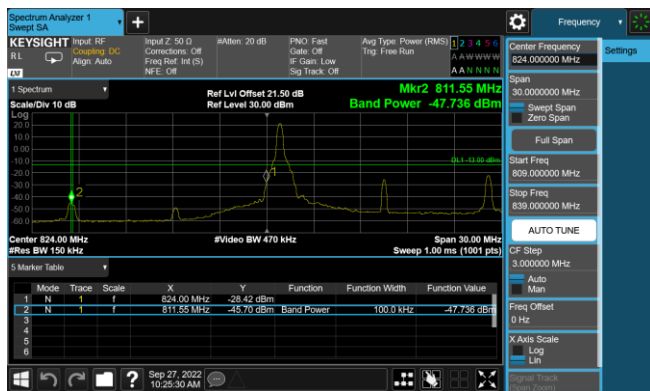 Spectrum Analyzer 1
Swept SA
Frequency
KEYSIGHT
Input: RF
Input Z: 50 Ω
#Atten: 20 dB
PNO: Fast
Avg Type: Power (RMS)
1 2 3 4 5 6
R L
Coupling: DC
Corrections: Off
Gate: Off
Trig: Free Run
Align: Auto
Freq Ref: Int (S)
IF Gain: Low
A A W W W W
NFE: Off
Sig Track: Off
A A N N N N
LXI
1 Spectrum
Scale/Div 10 dB
Ref Lvl Offset 21.50 dB
Ref Level 30.00 dBm
Mkr2 811.55 MHz
Band Power -47.736 dBm
Log
20.0
10.0
0.00
-10.0
DL1 -13.00 dBm
-20.0
1
-30.0
-40.0
2
-50.0
-60.0
Center 824.00 MHz
#Video BW 470 kHz
Span 30.00 MHz
#Res BW 150 kHz
Sweep 1.00 ms (1001 pts)
5 Marker Table
Mode Trace Scale X Y Function Function Width Function Value
1 N 1 f 824.00 MHz -28.42 dBm
2 N 1 f 811.55 MHz -45.70 dBm Band Power 100.0 kHz -47.736 dBm
3
4
5
6
Sep 27, 2022
10:25:30 AM
Center Frequency
824.000000 MHz
Settings
Span
30.0000000 MHz
Swept Span
Zero Span
Full Span
Start Freq
809.000000 MHz
Stop Freq
839.000000 MHz
AUTO TUNE
CF Step
3.000000 MHz
Auto
Man
Freq Offset
0 Hz
X Axis Scale
Log
Lin
Signal Track
(Span Zoom)